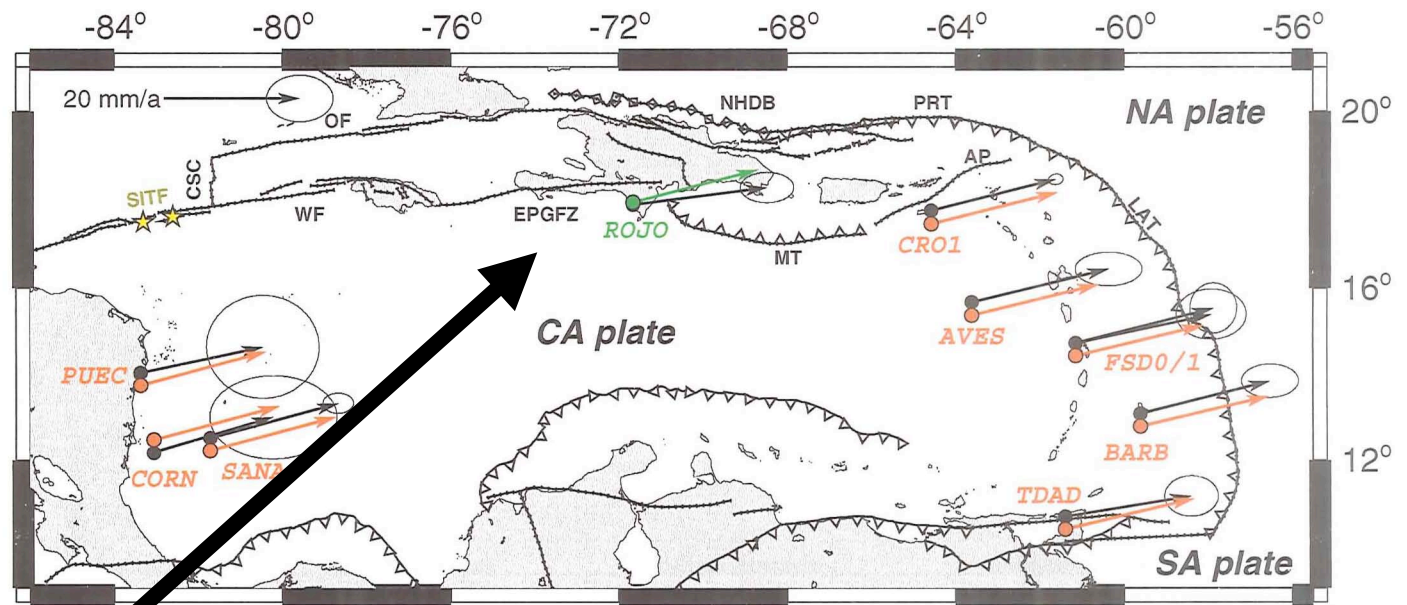 -84° -80° -76° -72° -68° -64° -60° -56°
20 mm/a
OF
NHDB
PRT
NA plate
20°
CSC
SITF
WF
EPGFZ
ROJO
AP
LAT
CRO1
MT
16°
CA plate
AVES
PUEC
FSD0/1
CORN
SANA
BARB
12°
TDAD
SA plate